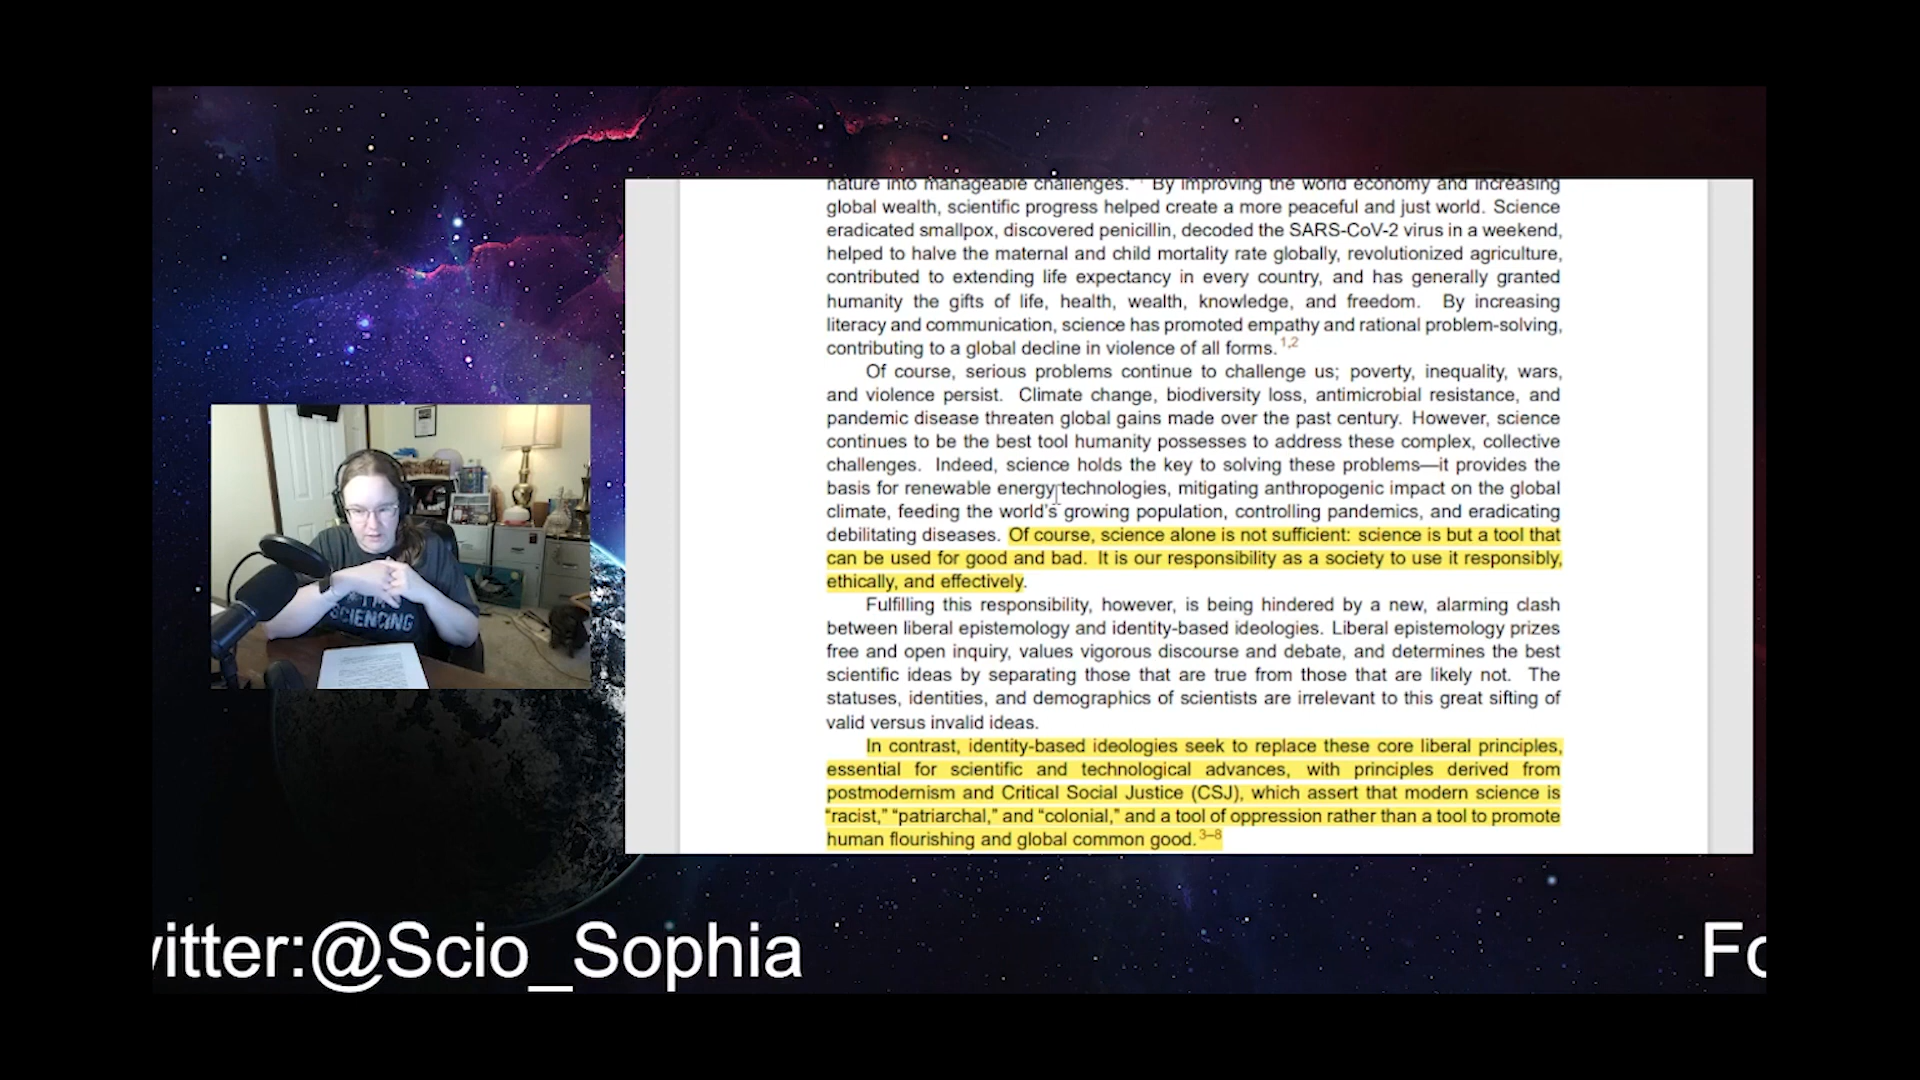 nature into manageable challenges." By improving the world economy and increasing
global wealth, scientific progress helped create a more peaceful and just world. Science
eradicated smallpox, discovered penicillin, decoded the SARS-CoV-2 virus in a weekend,
helped to halve the maternal and child mortality rate globally, revolutionized agriculture,
contributed to extending life expectancy in every country, and has generally granted
humanity the gifts of life, health, wealth, knowledge, and freedom. By increasing
literacy and communication, science has promoted empathy and rational problem-solving,
contributing to a global decline in violence of all forms.1,2
Of course, serious problems continue to challenge us; poverty, inequality, wars,
and violence persist. Climate change, biodiversity loss, antimicrobial resistance, and
pandemic disease threaten global gains made over the past century. However, science
continues to be the best tool humanity possesses to address these complex, collective
challenges. Indeed, science holds the key to solving these problems—it provides the
basis for renewable energy technologies, mitigating anthropogenic impact on the global
climate, feeding the world's growing population, controlling pandemics, and eradicating
debilitating diseases. Of course, science alone is not sufficient: science is but a tool that
can be used for good and bad. It is our responsibility as a society to use it responsibly,
ethically, and effectively.
Fulfilling this responsibility, however, is being hindered by a new, alarming clash
between liberal epistemology and identity-based ideologies. Liberal epistemology prizes
free and open inquiry, values vigorous discourse and debate, and determines the best
scientific ideas by separating those that are true from those that are likely not. The
statuses, identities, and demographics of scientists are irrelevant to this great sifting of
valid versus invalid ideas.
In contrast, identity-based ideologies seek to replace these core liberal principles,
essential for scientific and technological advances, with principles derived from
postmodernism and Critical Social Justice (CSJ), which assert that modern science is
"racist," "patriarchal," and "colonial," and a tool of oppression rather than a tool to promote
human flourishing and global common good.3–8
#I'M
SCIENCING
witter:@Scio_Sophia
Fo